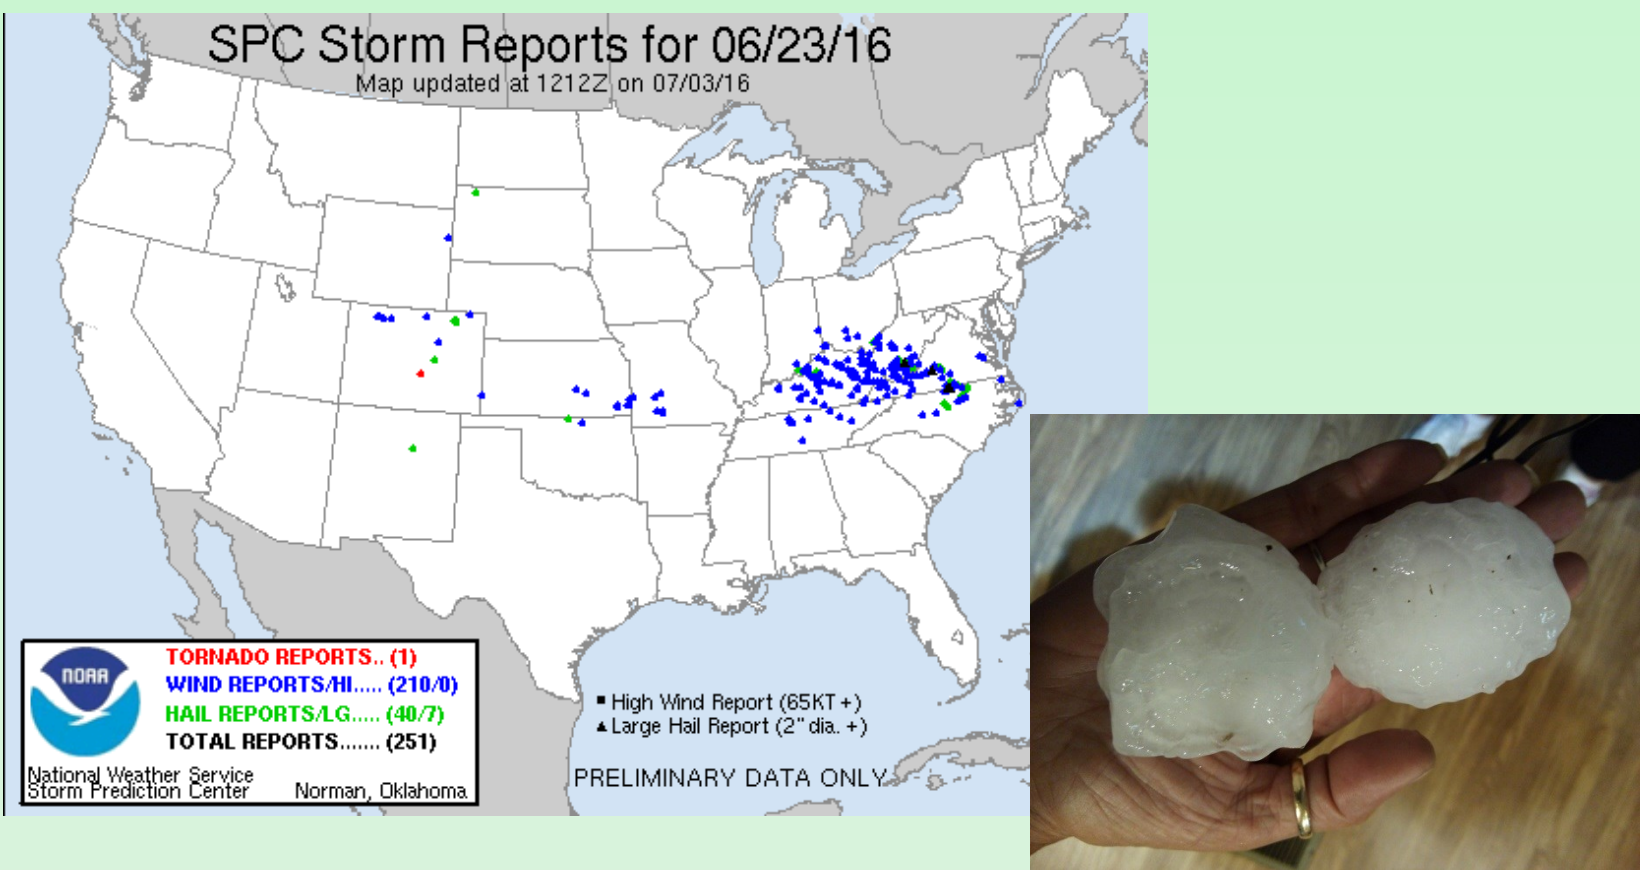 SPC Storm Reports for 06/23/16
Map updated at 1212Z on 07/03/16
NOAA
TORNADO REPORTS.. (1)
WIND REPORTS/HI..... (210/0)
HAIL REPORTS/LG..... (40/7)
TOTAL REPORTS....... (251)
National Weather Service
Storm Prediction Center Norman, Oklahoma
High Wind Report (65KT +)
Large Hail Report (2" dia. +)
PRELIMINARY DATA ONLY